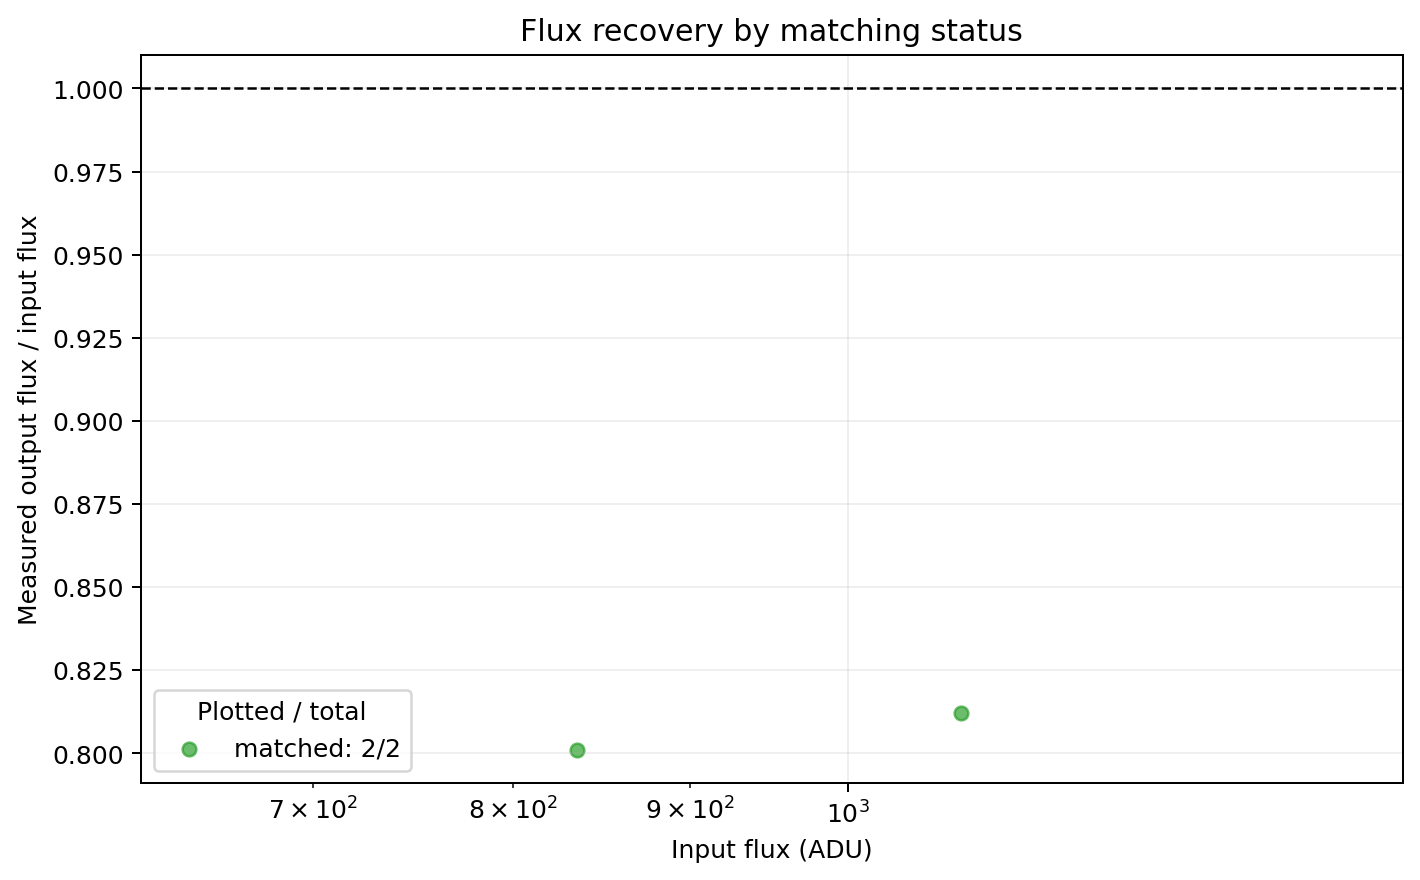 Flux recovery by matching status
Measured output flux / input flux
1.000
0.975
0.950
0.925
0.900
0.875
0.850
0.825
0.800
Plotted / total
matched: 2/2
7 × 10²
8 × 10²
9 × 10²
10³
Input flux (ADU)